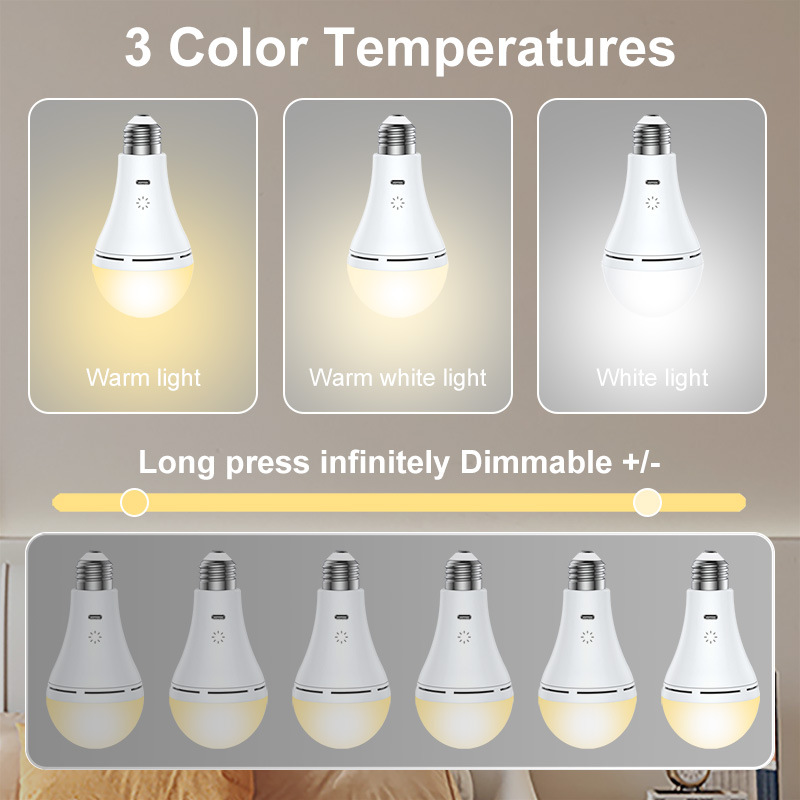 3 Color Temperatures
Warm light
Warm white light
White light
Long press infinitely Dimmable +/-